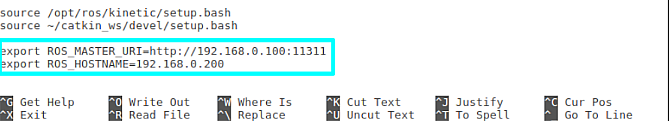 source /opt/ros/kinetic/setup.bash
source ~/catkin_ws/devel/setup.bash
export ROS_MASTER_URI=http://192.168.0.100:11311
export ROS_HOSTNAME=192.168.0.200
^G Get Help ^O Write Out ^W Where Is ^K Cut Text ^J Justify ^C Cur Pos
^X Exit ^R Read File ^\ Replace ^U Uncut Text ^T To Spell ^_ Go To Line